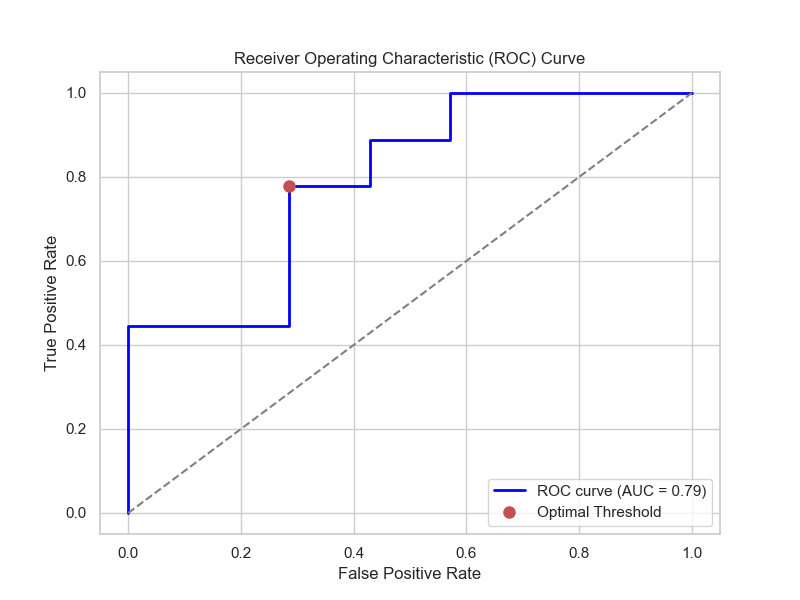 Receiver Operating Characteristic (ROC) Curve
True Positive Rate
1.0
0.8
0.6
0.4
0.2
0.0
0.0 0.2 0.4 0.6 0.8 1.0
False Positive Rate
ROC curve (AUC = 0.79)
Optimal Threshold